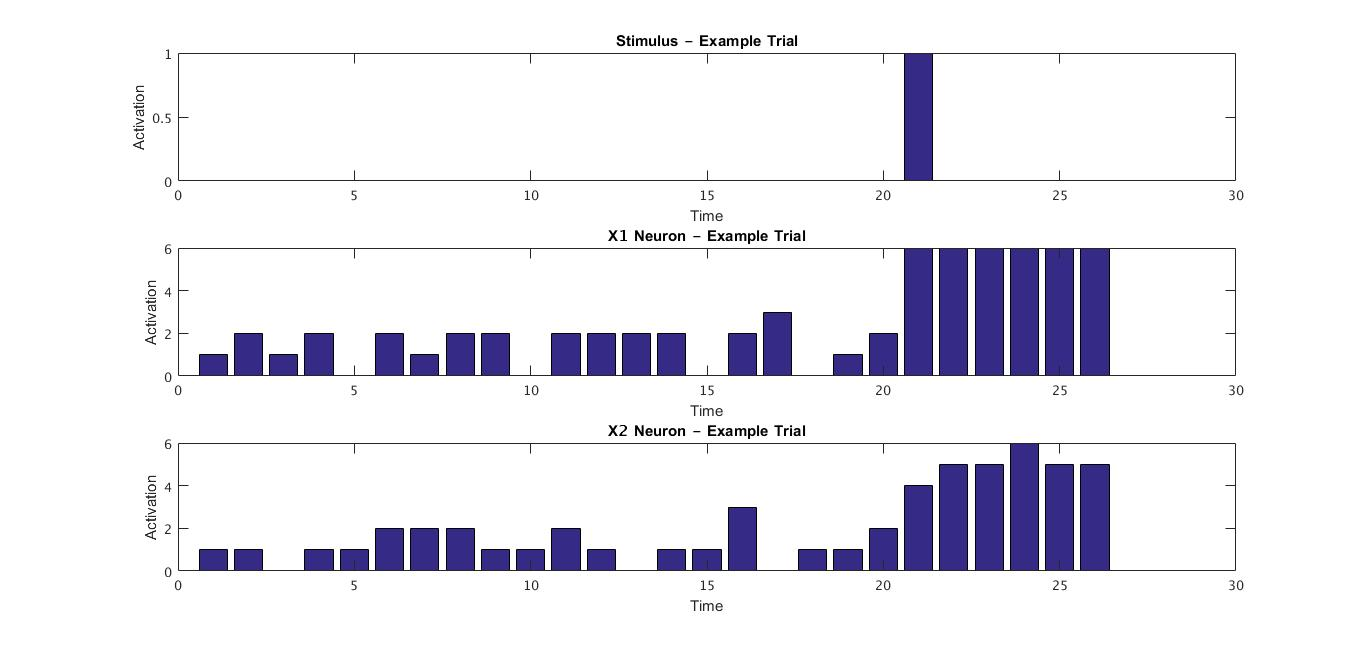 Stimulus – Example Trial
1
0.5
0
Activation
0 5 10 15 20 25 30
Time
X1 Neuron – Example Trial
6
4
2
0
Activation
0 5 10 15 20 25 30
Time
X2 Neuron – Example Trial
6
4
2
0
Activation
0 5 10 15 20 25 30
Time